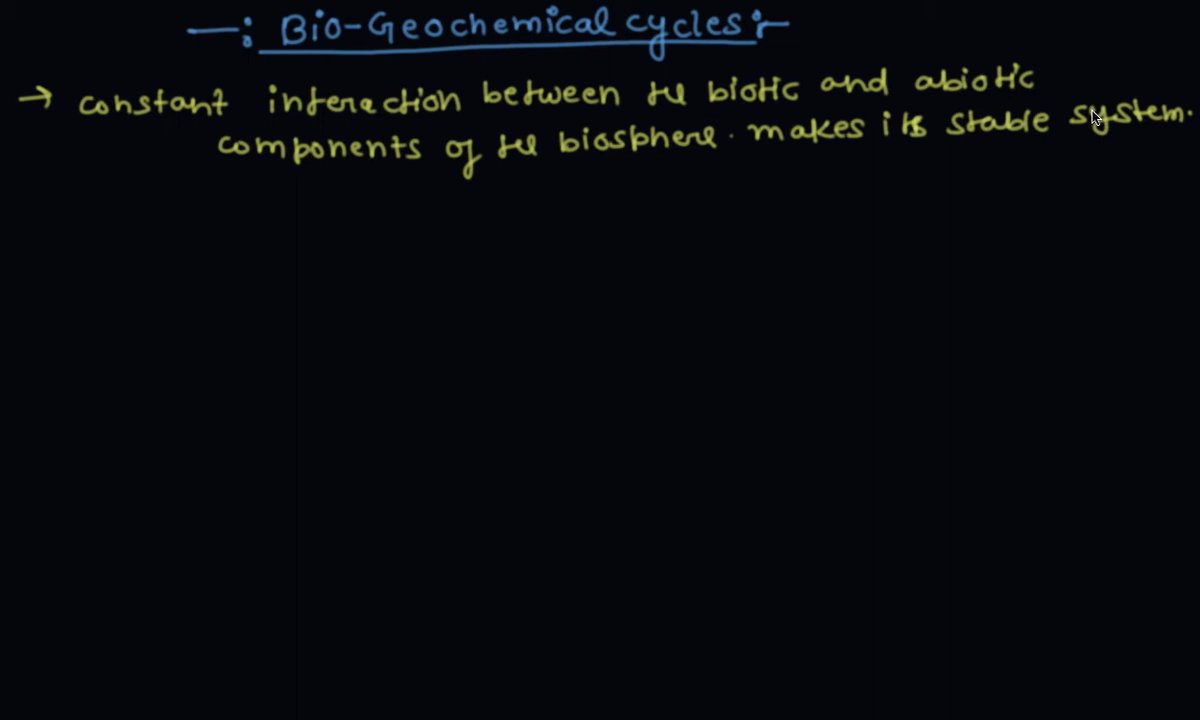 —: Bio-Geochemical cycles :-
→ constant interaction between the biotic and abiotic
components of the biosphere. makes its stable system.